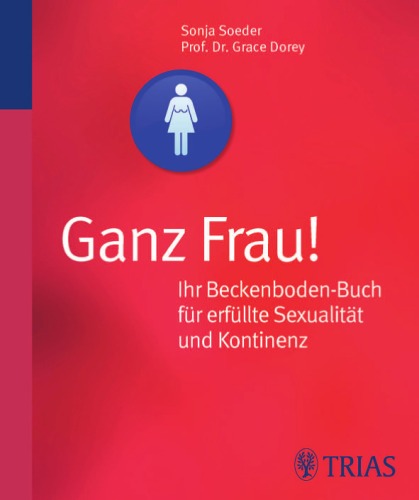 Sonja Soeder
Prof. Dr. Grace Dorey
Ganz Frau!
Ihr Beckenboden-Buch
für erfüllte Sexualität
und Kontinenz
TRIAS